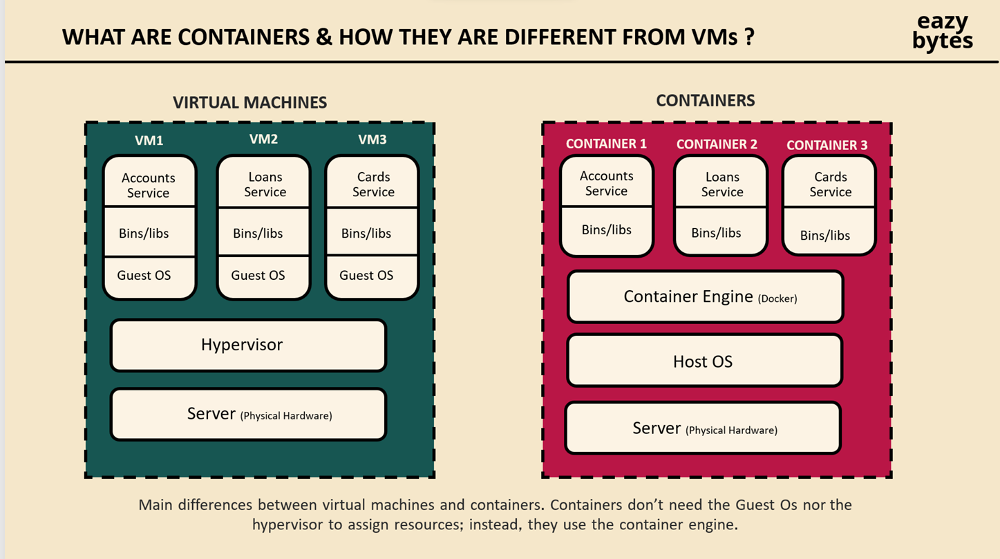 WHAT ARE CONTAINERS & HOW THEY ARE DIFFERENT FROM VMs ?
eazy
bytes
VIRTUAL MACHINES
VM1
VM2
VM3
Accounts
Service
Loans
Service
Cards
Service
Bins/libs
Bins/libs
Bins/libs
Guest OS
Guest OS
Guest OS
Hypervisor
Server (Physical Hardware)
CONTAINERS
CONTAINER 1
CONTAINER 2
CONTAINER 3
Accounts
Service
Loans
Service
Cards
Service
Bins/libs
Bins/libs
Bins/libs
Container Engine (Docker)
Host OS
Server (Physical Hardware)
Main differences between virtual machines and containers. Containers don’t need the Guest Os nor the
hypervisor to assign resources; instead, they use the container engine.